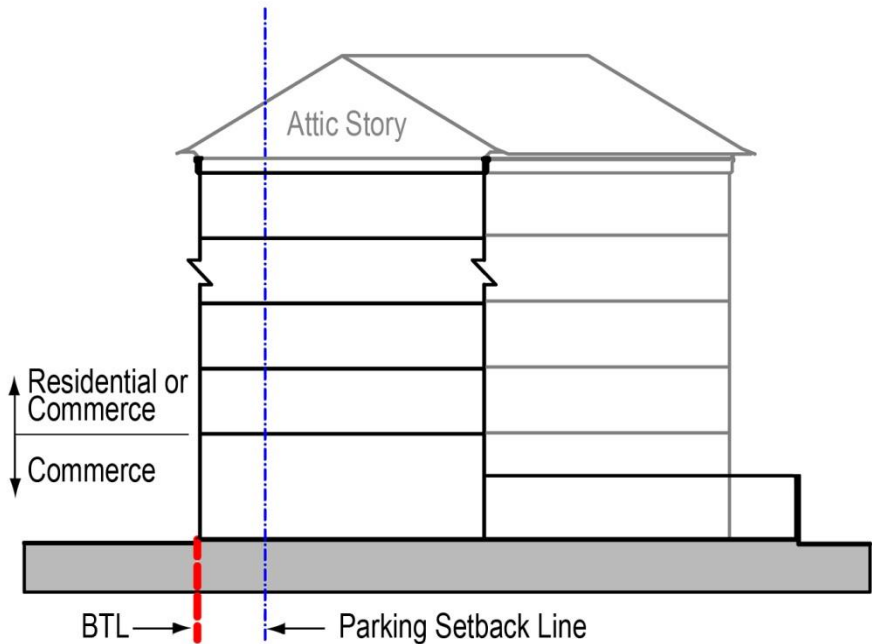 Attic Story
Residential or
Commerce
Commerce
BTL
Parking Setback Line